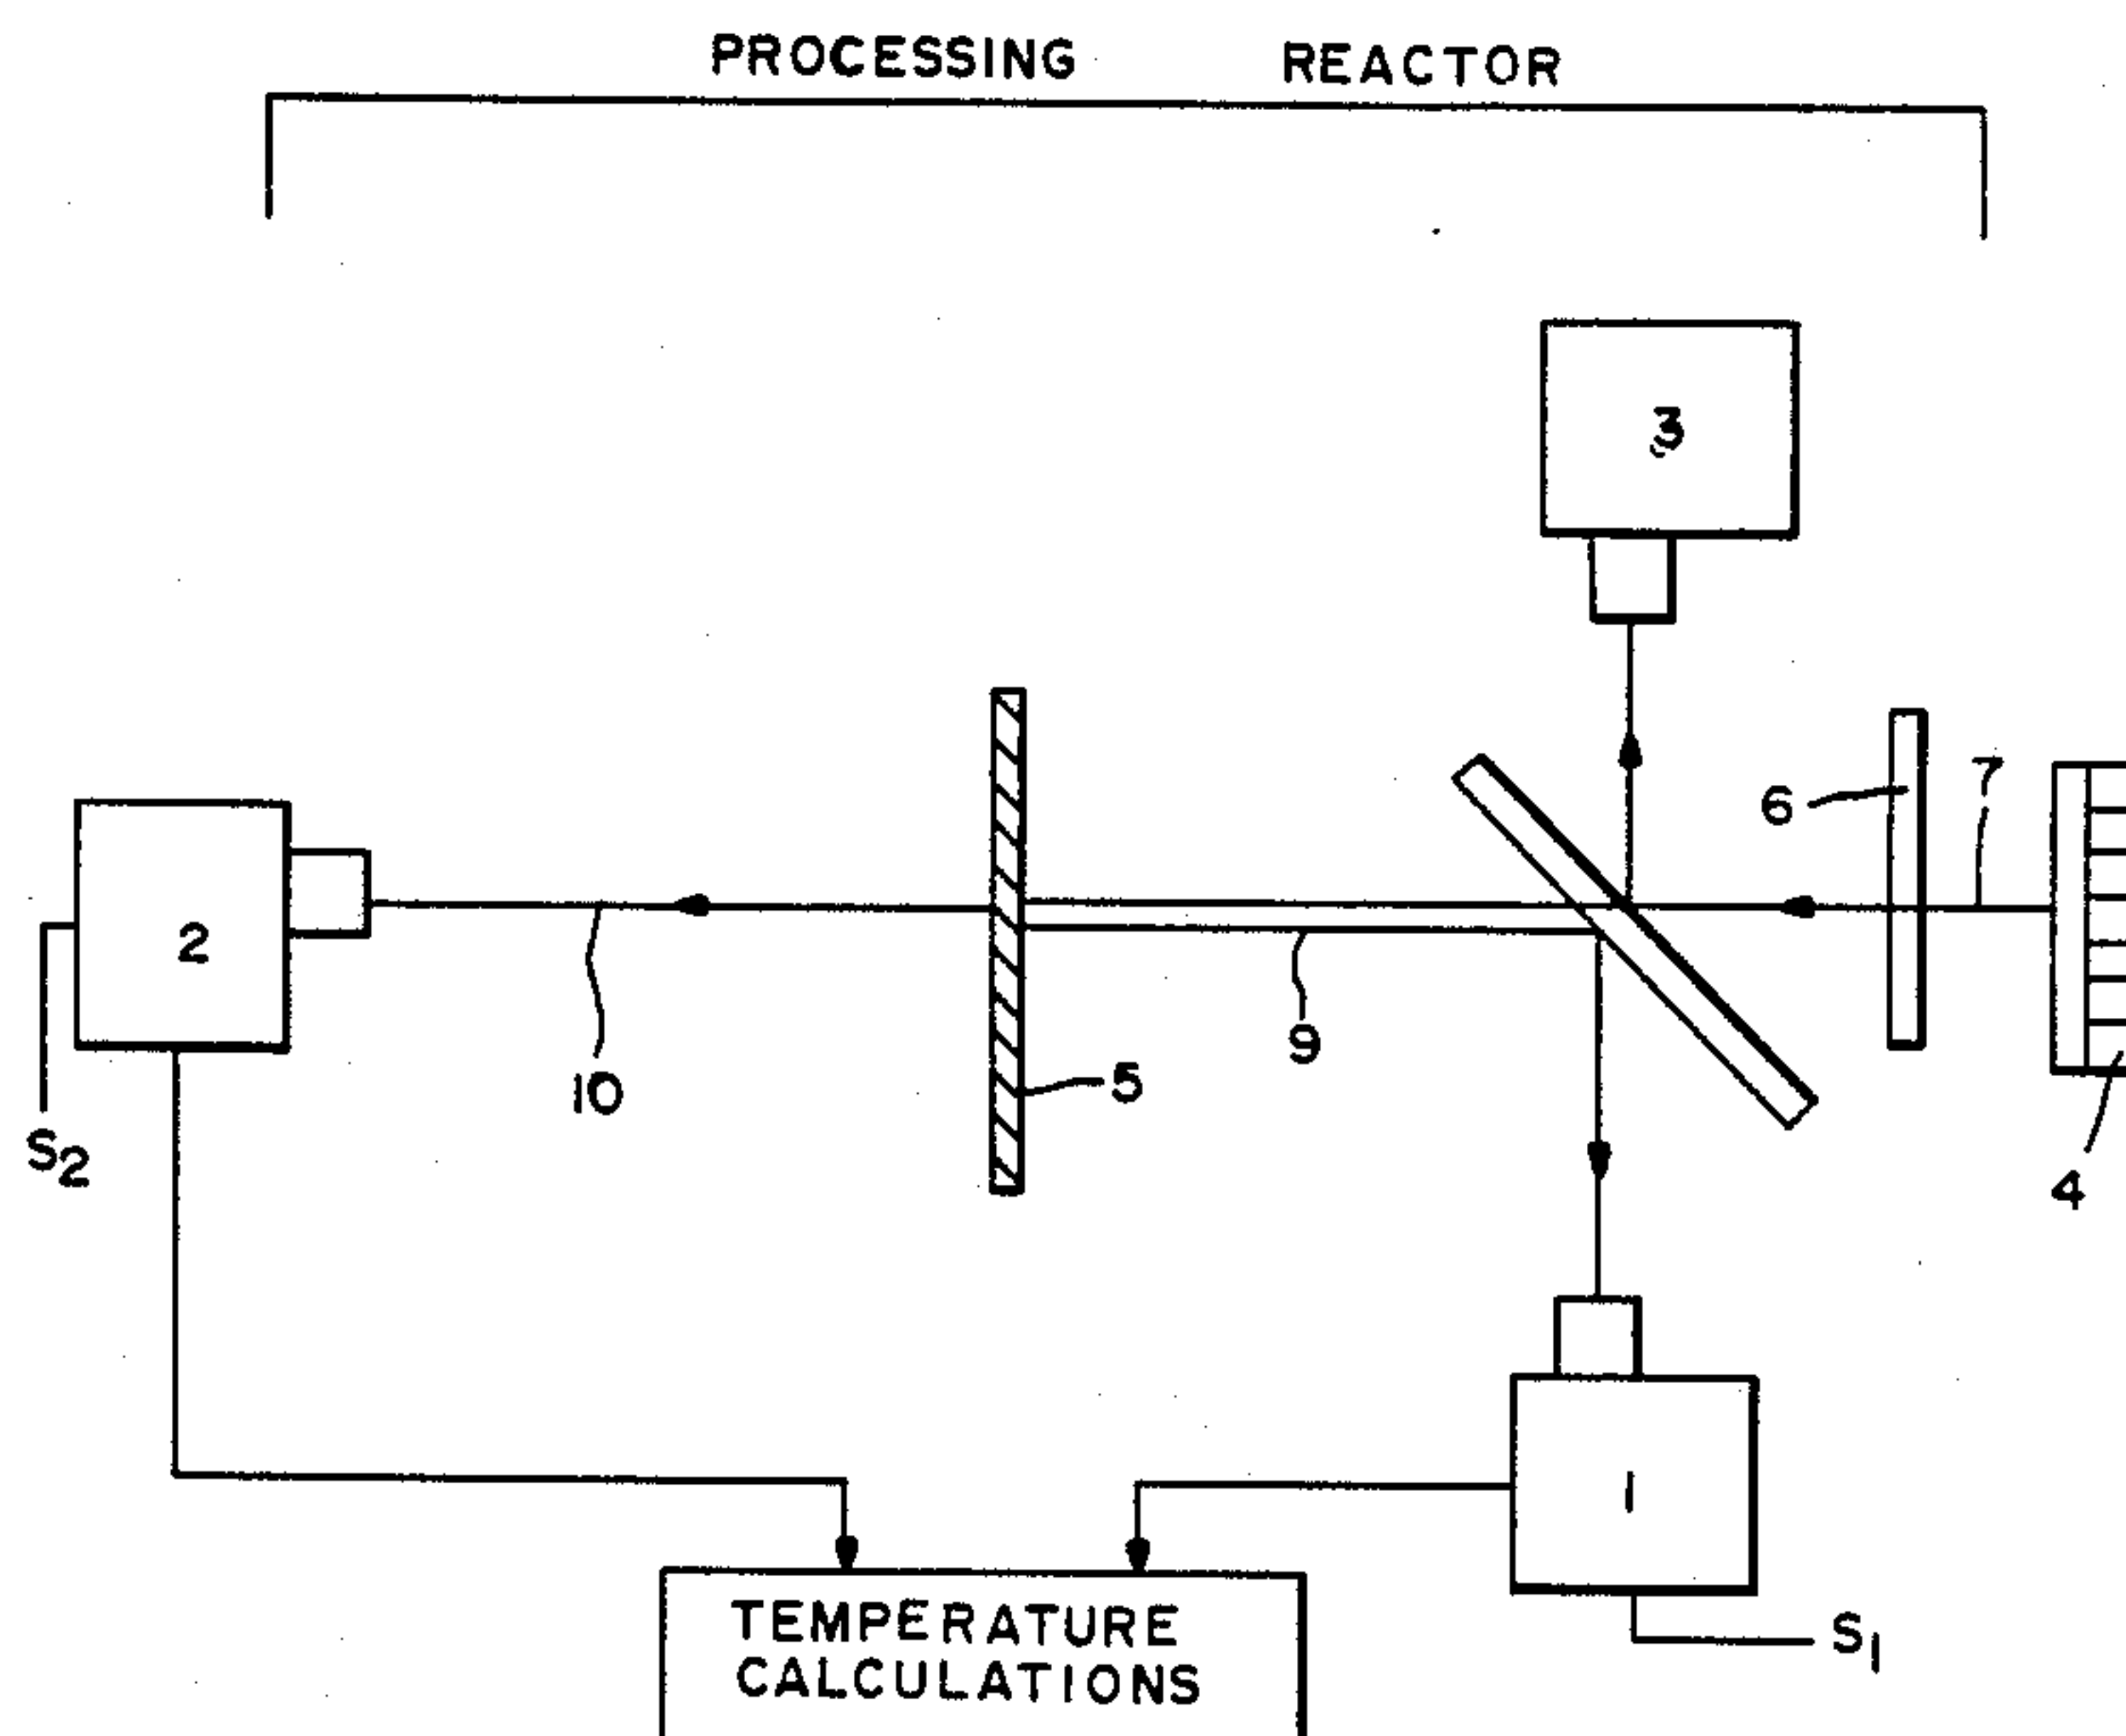 PROCESSING REACTOR
3
6
7
2
9
10
5
S2
4
1
S1
TEMPERATURE
CALCULATIONS